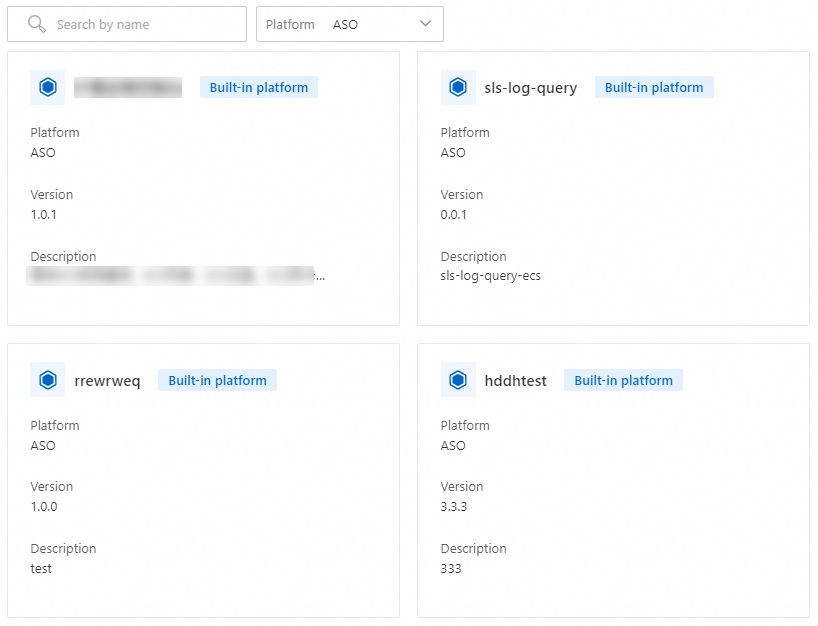 Search by name
Platform ASO
Built-in platform
Platform
ASO
Version
1.0.1
Description
...
sls-log-query Built-in platform
Platform
ASO
Version
0.0.1
Description
sls-log-query-ecs
rrewrweq Built-in platform
Platform
ASO
Version
1.0.0
Description
test
hddhtest Built-in platform
Platform
ASO
Version
3.3.3
Description
333